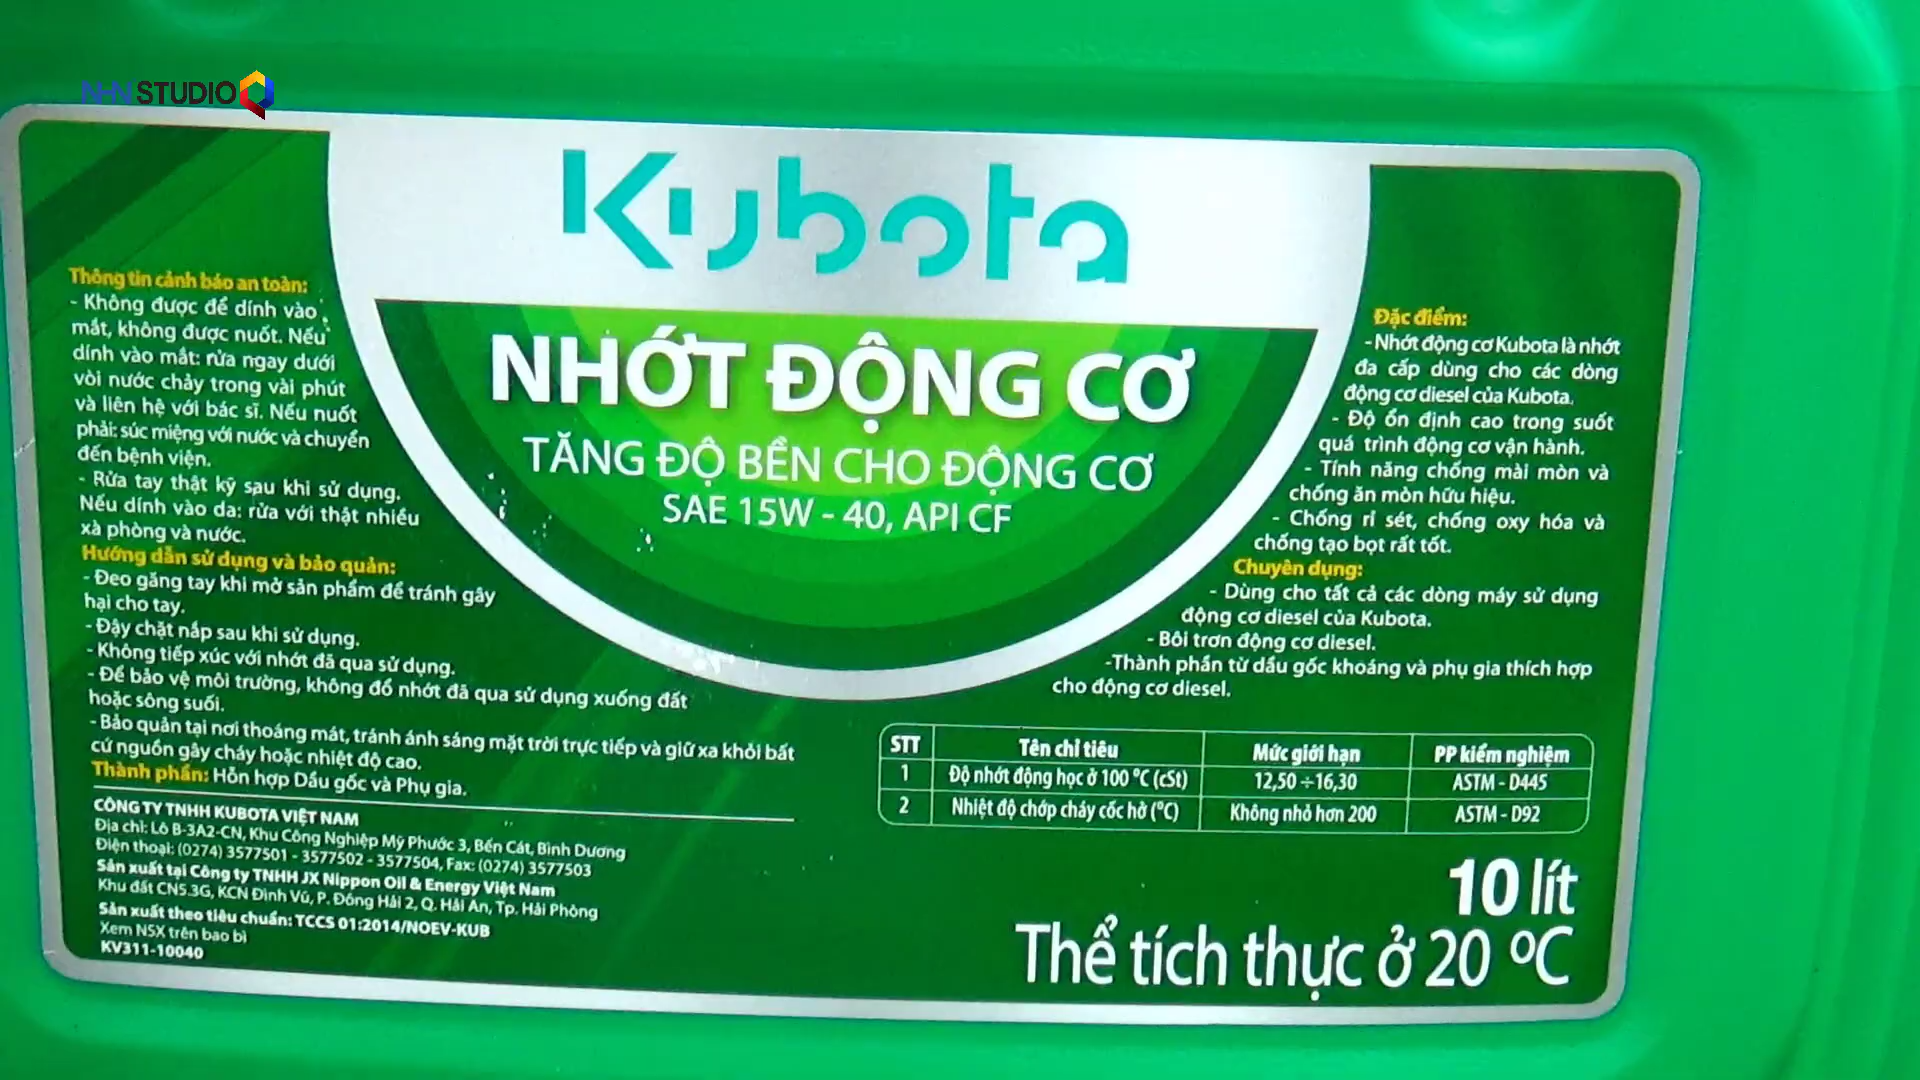 NHN STUDIO
Kubota
NHỚT ĐỘNG CƠ
TĂNG ĐỘ BỀN CHO ĐỘNG CƠ
SAE 15W - 40, API CF
Thông tin cảnh báo an toàn:
- Không được để dính vào
mắt, không được nuốt. Nếu
dính vào mắt: rửa ngay dưới
vòi nước chảy trong vài phút
và liên hệ với bác sĩ. Nếu nuốt
phải: súc miệng với nước và chuyển
đến bệnh viện.
- Rửa tay thật kỹ sau khi sử dụng.
Nếu dính vào da: rửa với thật nhiều
xà phòng và nước.
Hướng dẫn sử dụng và bảo quản:
- Đeo găng tay khi mở sản phẩm để tránh gây
hại cho tay.
- Đậy chặt nắp sau khi sử dụng.
- Không tiếp xúc với nhớt đã qua sử dụng.
- Để bảo vệ môi trường, không đổ nhớt đã qua sử dụng xuống đất
hoặc sông suối.
- Bảo quản tại nơi thoáng mát, tránh ánh sáng mặt trời trực tiếp và giữ xa khỏi bất
cứ nguồn gây cháy hoặc nhiệt độ cao.
Thành phần: Hỗn hợp Dầu gốc và Phụ gia.
CÔNG TY TNHH KUBOTA VIỆT NAM
Địa chỉ: Lô B-3A2-CN, Khu Công Nghiệp Mỹ Phước 3, Bến Cát, Bình Dương
Điện thoại: (0274) 3577501 - 3577502 - 3577504, Fax: (0274) 3577503
Sản xuất tại Công ty TNHH JX Nippon Oil & Energy Việt Nam
Khu đất CN5.3G, KCN Đình Vũ, P. Đông Hải 2, Q. Hải An, Tp. Hải Phòng
Sản xuất theo tiêu chuẩn: TCCS 01:2014/NOEV-KUB
Xem NSX trên bao bì
KV311-10040
Đặc điểm:
- Nhớt động cơ Kubota là nhớt
đa cấp dùng cho các dòng
động cơ diesel của Kubota.
- Độ ổn định cao trong suốt
quá trình động cơ vận hành.
- Tính năng chống mài mòn và
chống ăn mòn hữu hiệu.
- Chống rỉ sét, chống oxy hóa và
chống tạo bọt rất tốt.
Chuyên dụng:
- Dùng cho tất cả các dòng máy sử dụng
động cơ diesel của Kubota.
- Bôi trơn động cơ diesel.
-Thành phần từ dầu gốc khoáng và phụ gia thích hợp
cho động cơ diesel.
STT Tên chỉ tiêu Mức giới hạn PP kiểm nghiệm
1 Độ nhớt động học ở 100 °C (cSt) 12,50 ÷ 16,30 ASTM - D445
2 Nhiệt độ chớp cháy cốc hở (°C) Không nhỏ hơn 200 ASTM - D92
10 lít
Thể tích thực ở 20 °C